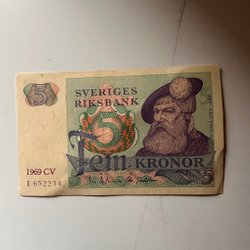 SVERIGES
RIKSBANK
5
5
Fem KRONOR
1969 CV
I 652234